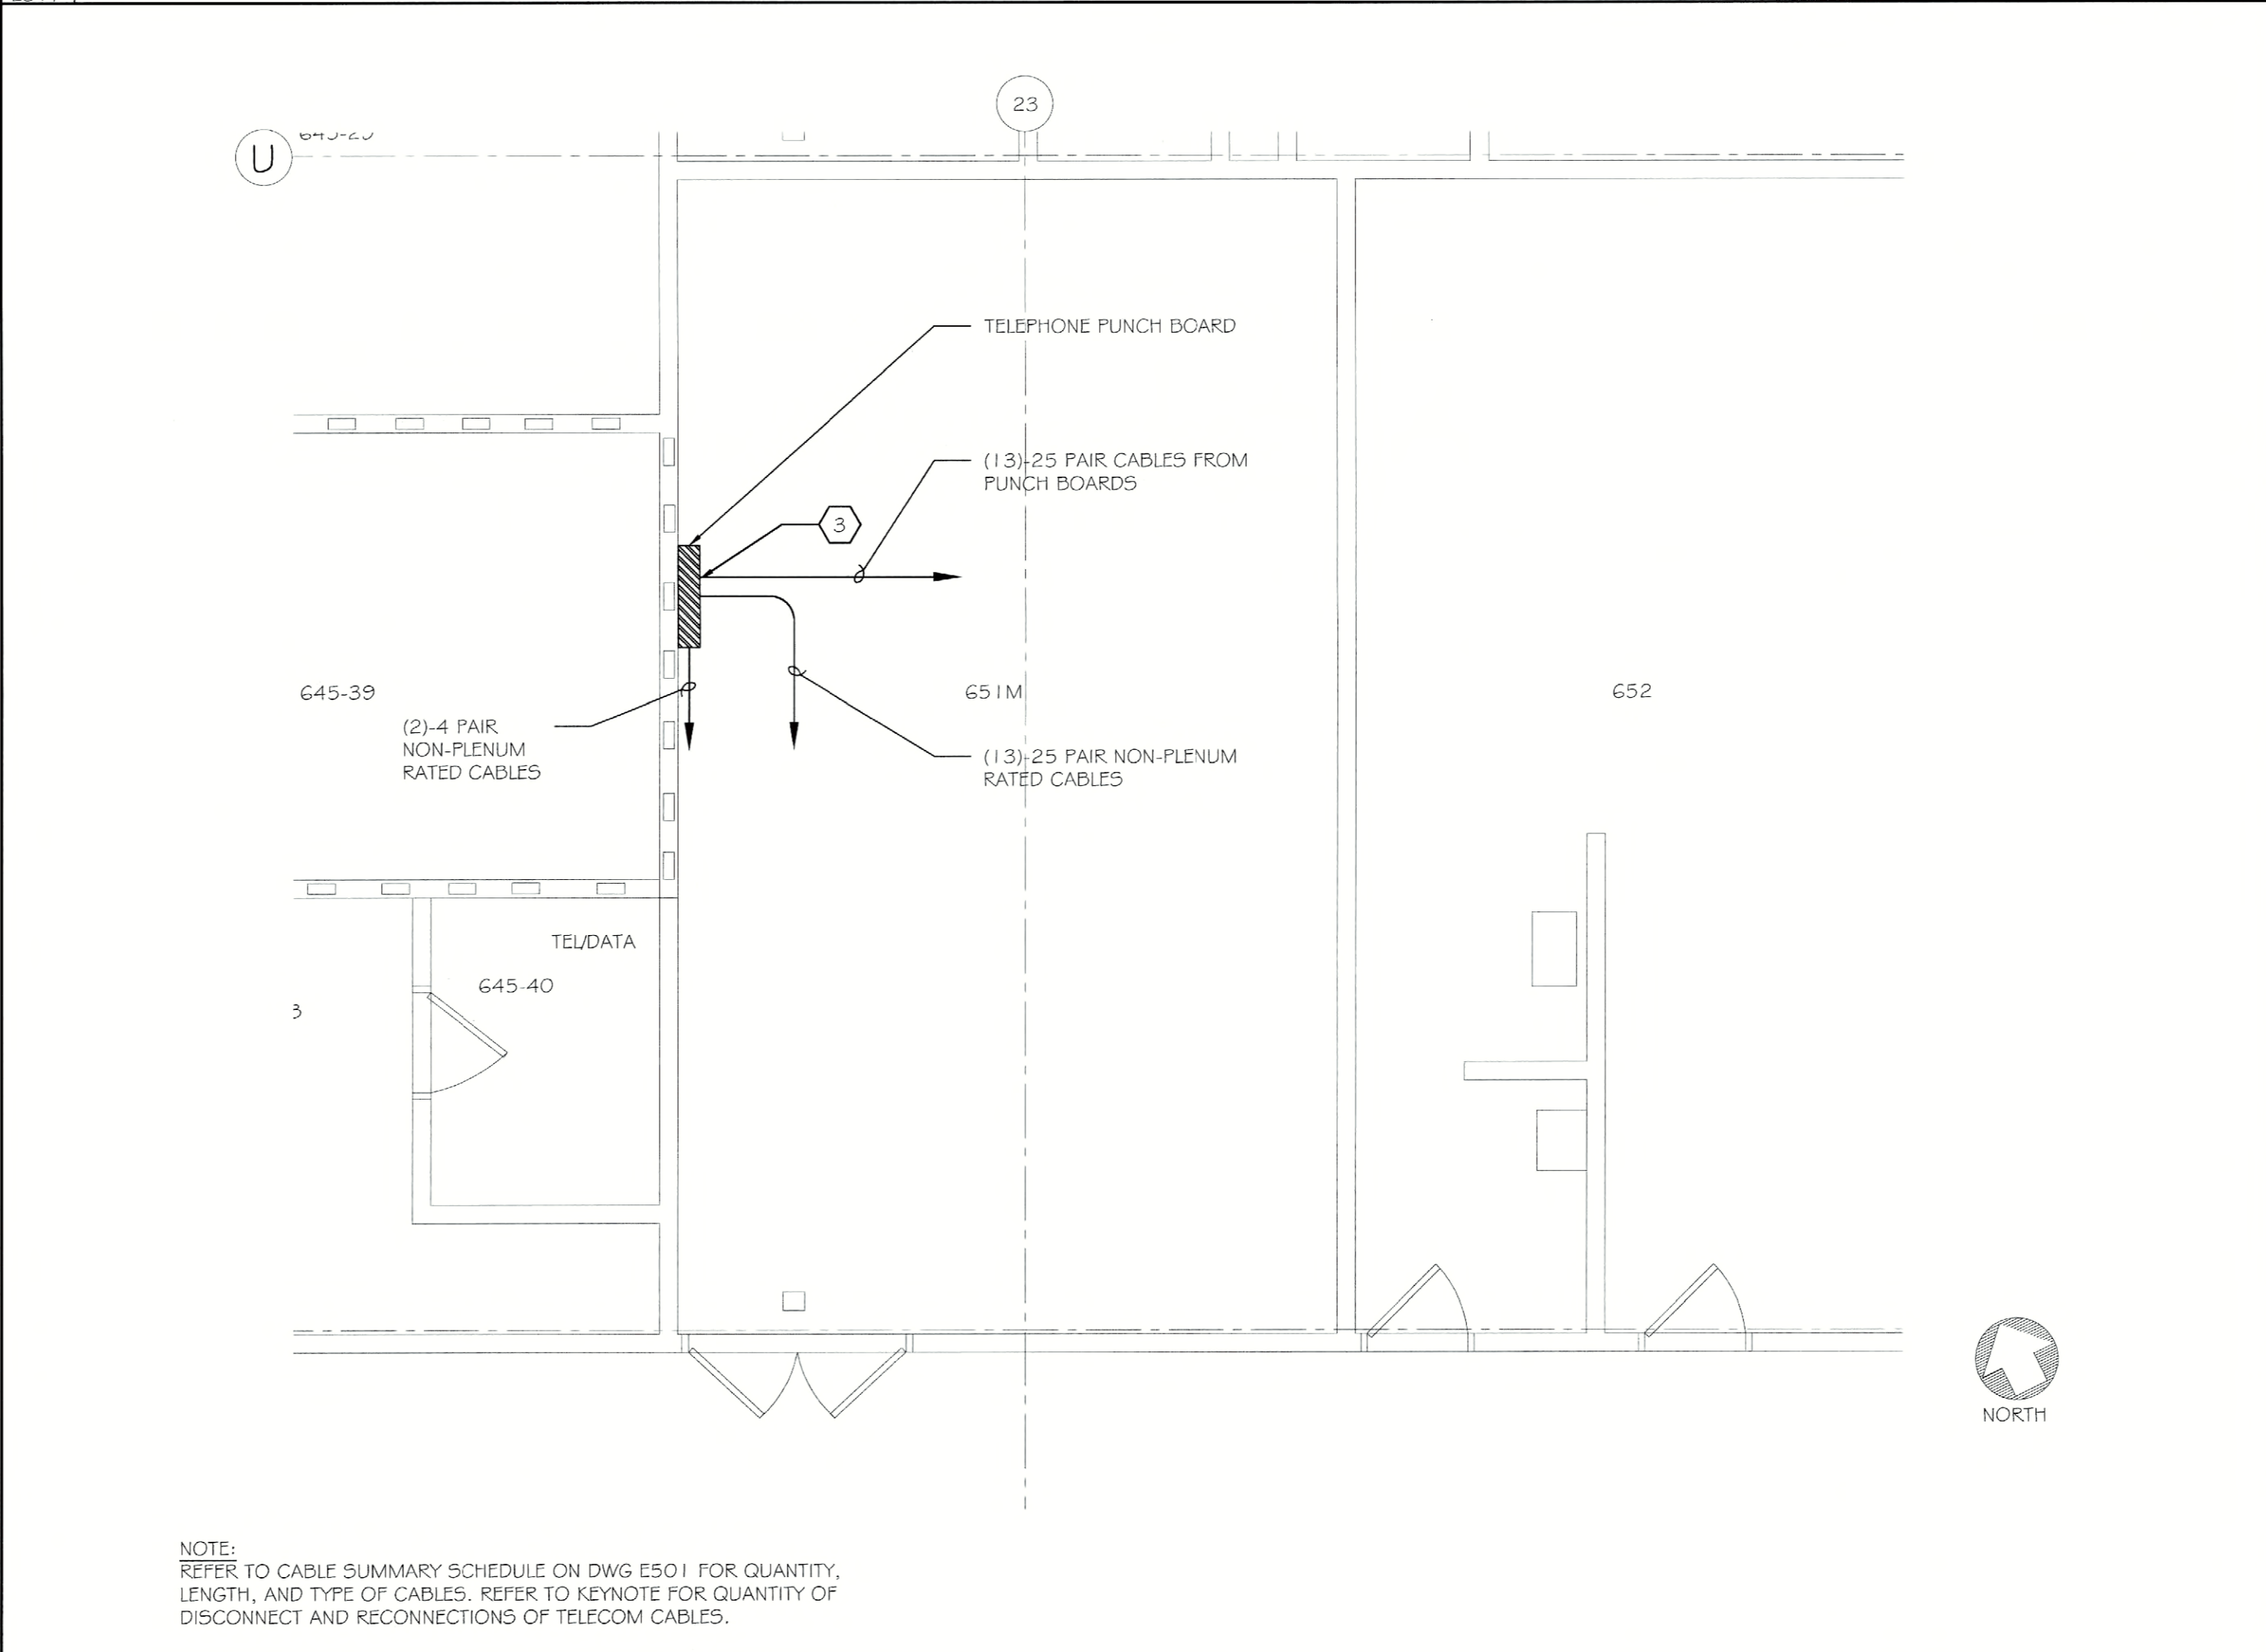 23
U
TELEPHONE PUNCH BOARD
(13)-25 PAIR CABLES FROM
PUNCH BOARDS
3
645-39
651M
652
(2)-4 PAIR
NON-PLENUM
RATED CABLES
(13)-25 PAIR NON-PLENUM
RATED CABLES
TEL/DATA
645-40
3
NORTH
NOTE:
REFER TO CABLE SUMMARY SCHEDULE ON DWG E501 FOR QUANTITY,
LENGTH, AND TYPE OF CABLES. REFER TO KEYNOTE FOR QUANTITY OF
DISCONNECT AND RECONNECTIONS OF TELECOM CABLES.